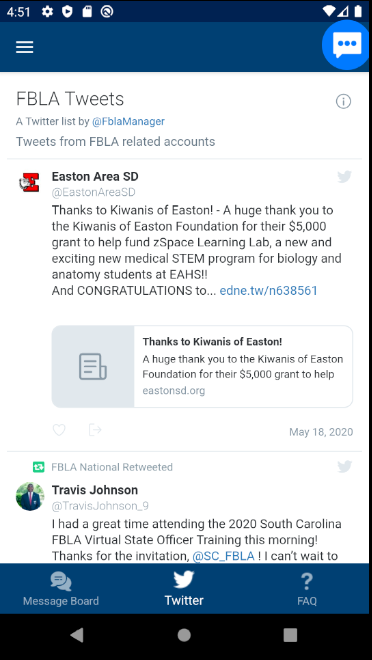 4:51
FBLA Tweets
A Twitter list by @FblaManager
Tweets from FBLA related accounts
Easton Area SD
@EastonAreaSD
Thanks to Kiwanis of Easton! - A huge thank you to
the Kiwanis of Easton Foundation for their $5,000
grant to help fund zSpace Learning Lab, a new and
exciting new medical STEM program for biology and
anatomy students at EAHS!!
And CONGRATULATIONS to... edne.tw/n638561
Thanks to Kiwanis of Easton!
A huge thank you to the Kiwanis of Easton
Foundation for their $5,000 grant to help
eastonsd.org
May 18, 2020
FBLA National Retweeted
Travis Johnson
@TravisJohnson_9
I had a great time attending the 2020 South Carolina
FBLA Virtual State Officer Training this morning!
Thanks for the invitation, @SC_FBLA ! I can't wait to
Message Board
Twitter
FAQ